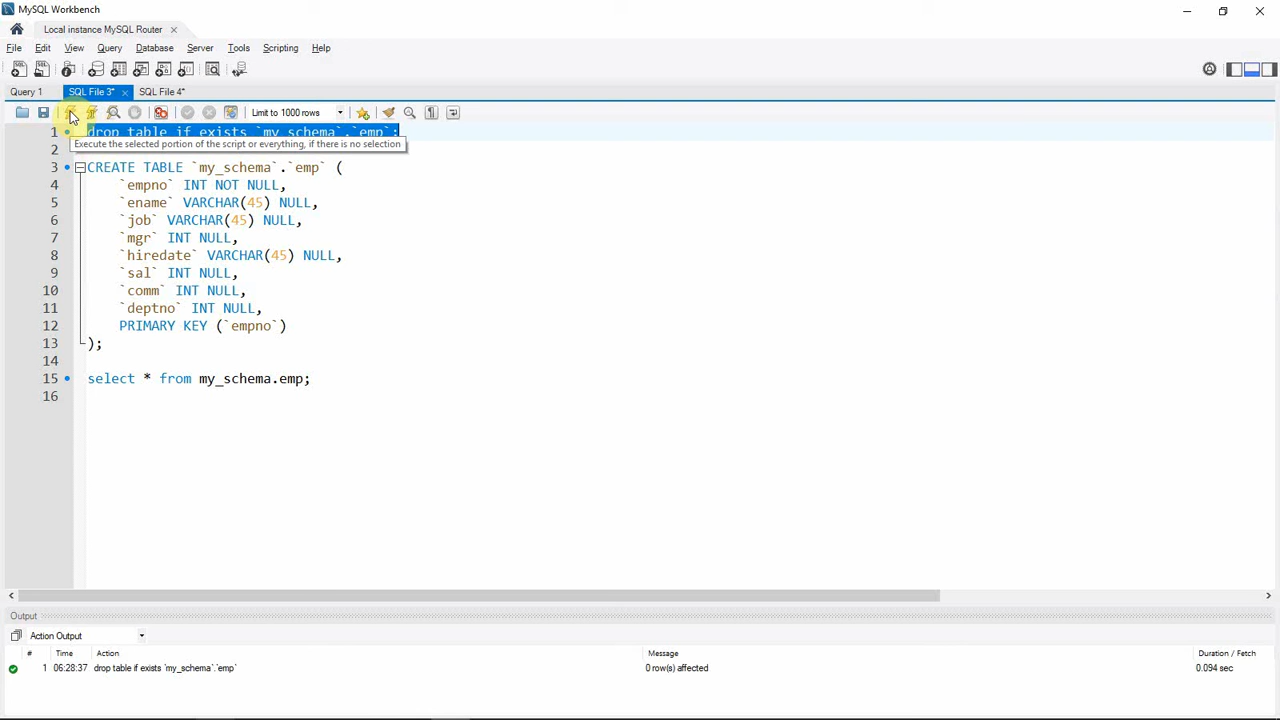 MySQL Workbench
Local instance MySQL Router
File Edit View Query Database Server Tools Scripting Help
Query 1 SQL File 3* SQL File 4*
Limit to 1000 rows
1 drop table if exists `my_schema`.`emp`;
Execute the selected portion of the script or everything, if there is no selection
2
3 CREATE TABLE `my_schema`.`emp` (
4 `empno` INT NOT NULL,
5 `ename` VARCHAR(45) NULL,
6 `job` VARCHAR(45) NULL,
7 `mgr` INT NULL,
8 `hiredate` VARCHAR(45) NULL,
9 `sal` INT NULL,
10 `comm` INT NULL,
11 `deptno` INT NULL,
12 PRIMARY KEY (`empno`)
13 );
14
15 select * from my_schema.emp;
16
Output
Action Output
# Time Action Message Duration / Fetch
1 06:28:37 drop table if exists `my_schema`.`emp` 0 row(s) affected 0.094 sec